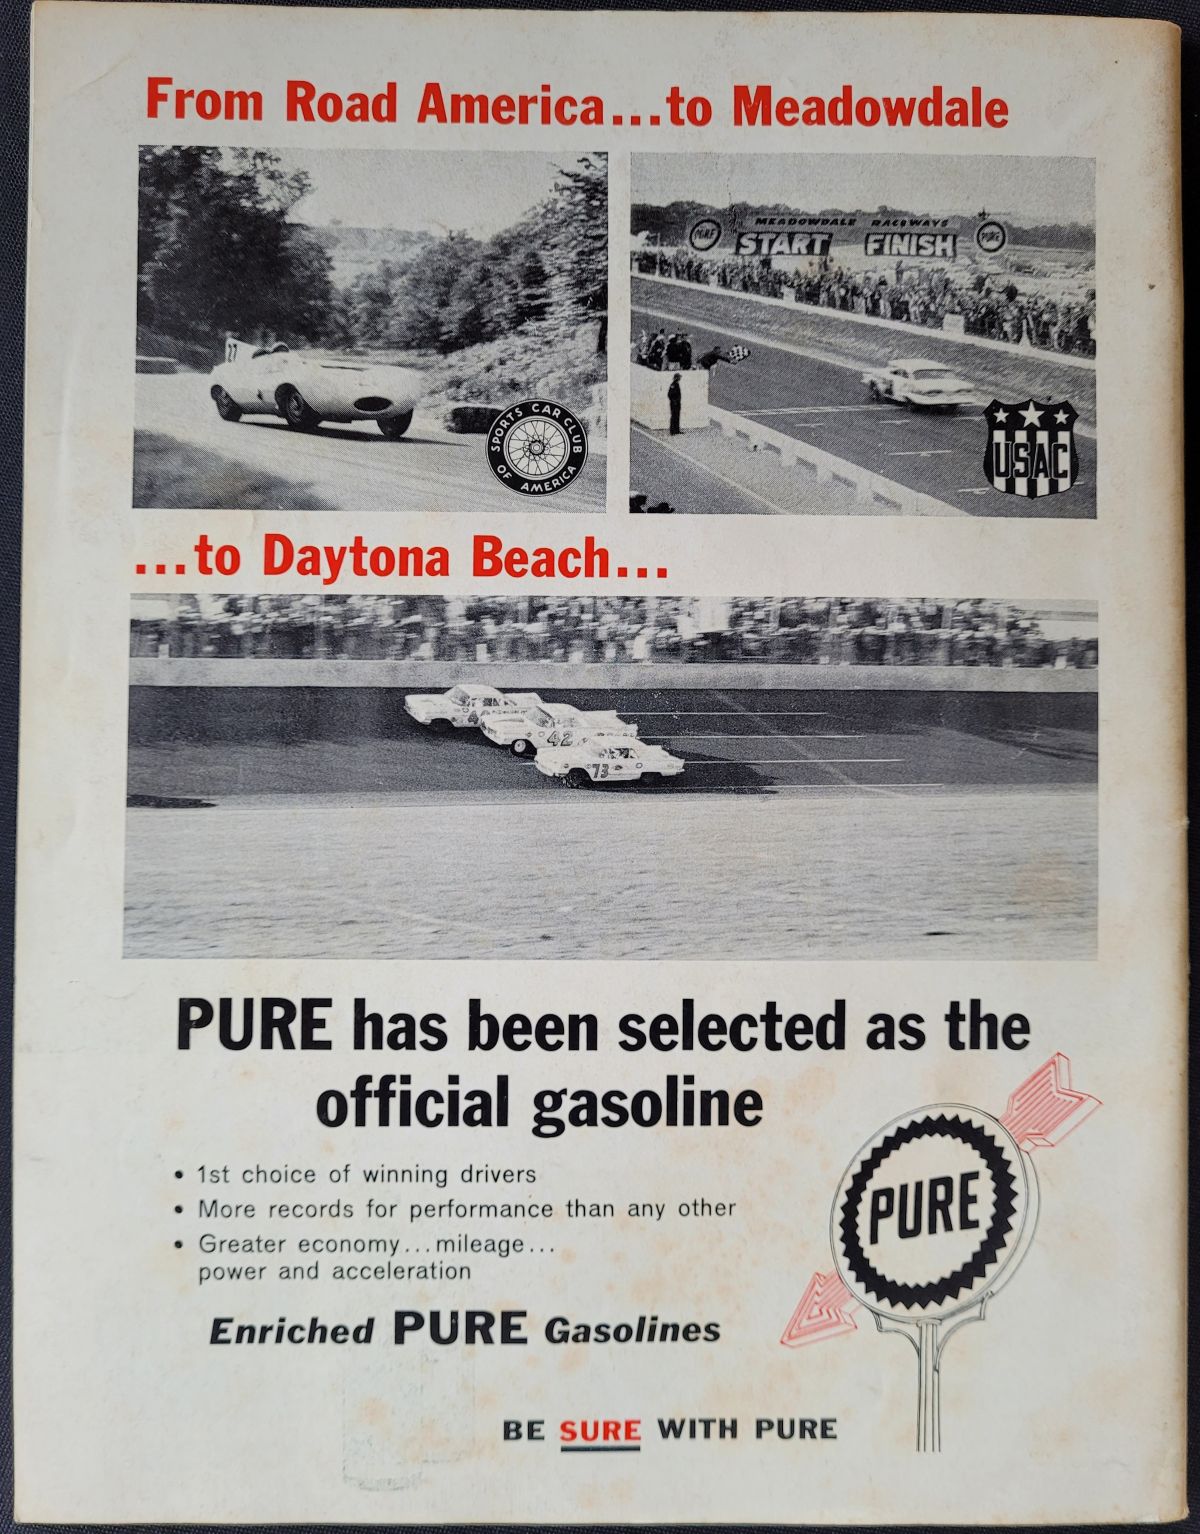 From Road America...to Meadowdale
27
SPORTS CAR CLUB
OF AMERICA
MEADOWDALE RACEWAYS
PURE START FINISH PURE
USAC
...to Daytona Beach...
42
73
PURE has been selected as the
official gasoline
• 1st choice of winning drivers
• More records for performance than any other
• Greater economy...mileage...
power and acceleration
PURE
Enriched PURE Gasolines
BE SURE WITH PURE